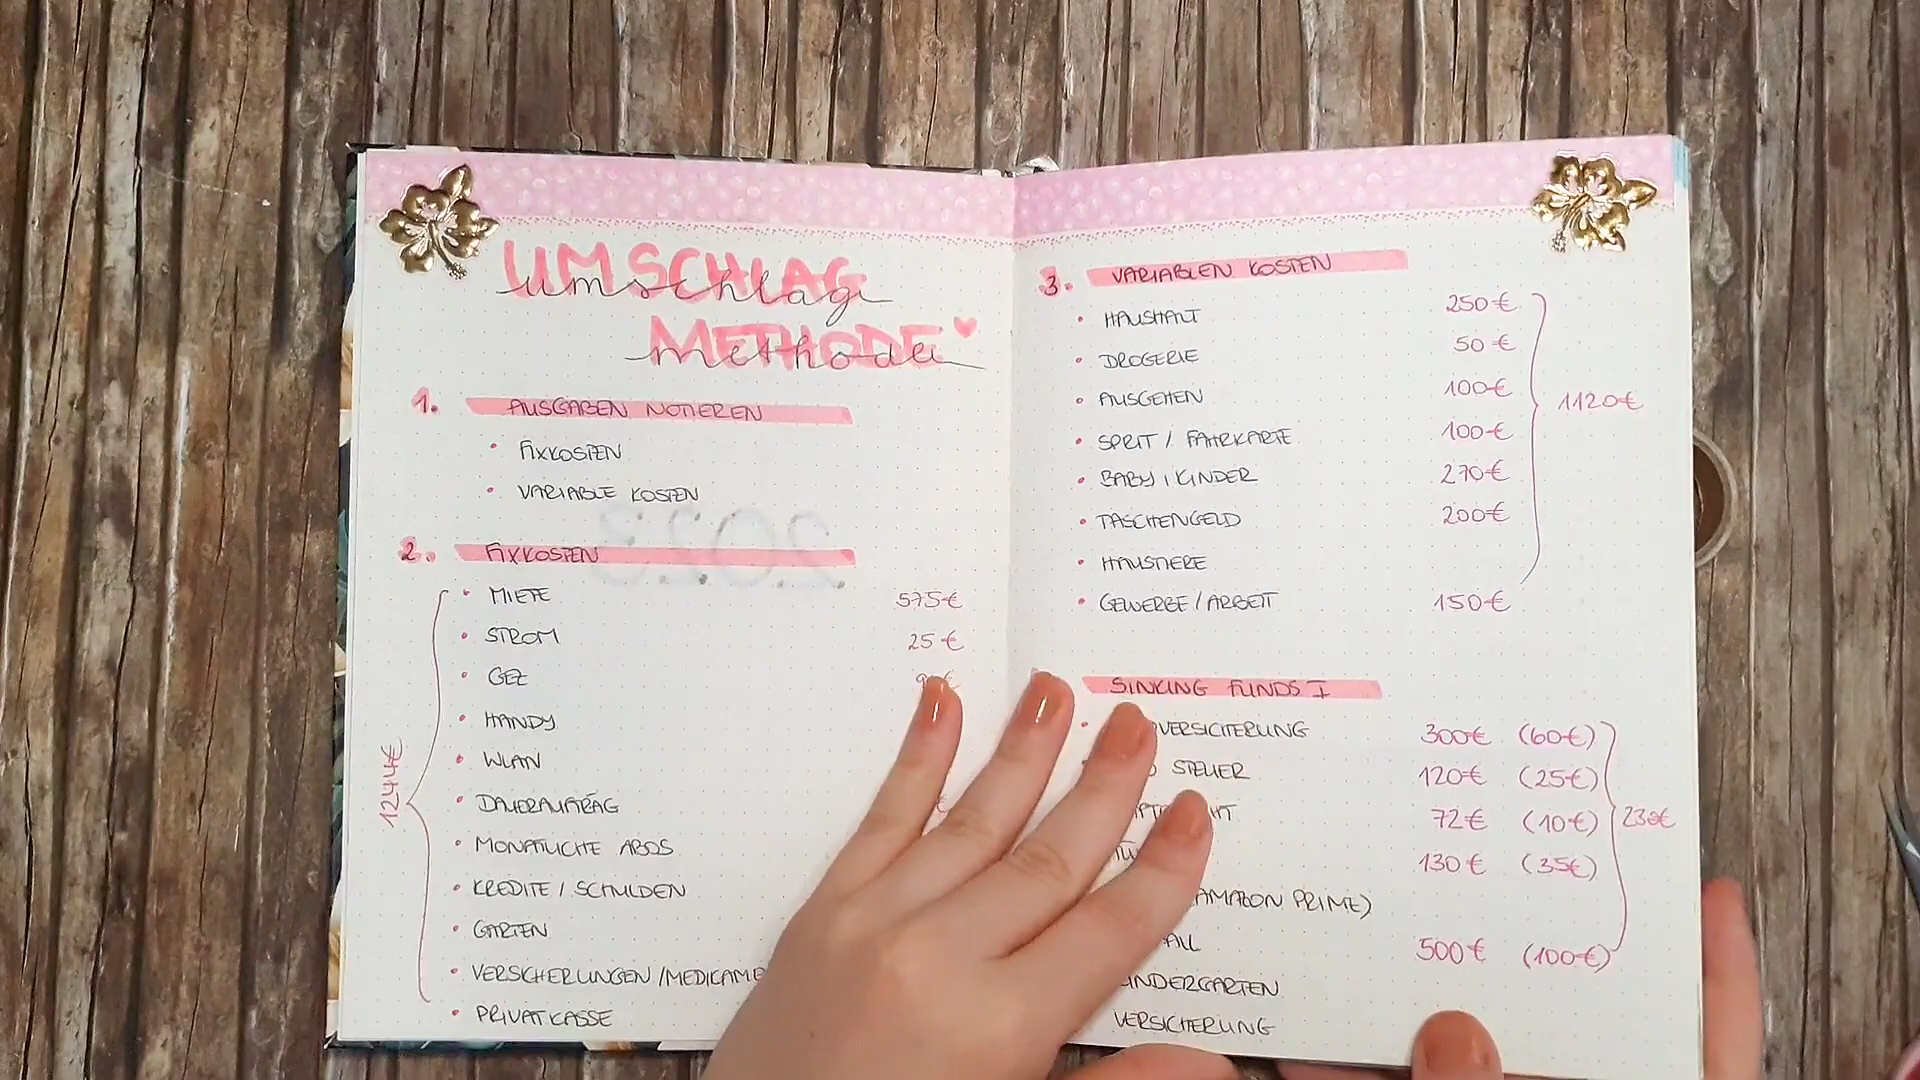 UMSCHLAG
umschlag
METHODE
methode
1. AUSGABEN NOTIEREN
• FIXKOSTEN
• VARIABLE KOSTEN
2. FIXKOSTEN
• MIETE 575€
• STROM 25€
• GEZ
• HANDY
• WLAN
• DAUERAUFTRAG
• MONATLICHE ABOS
• KREDITE / SCHULDEN
• GARTEN
• VERSICHERUNGEN /MEDICAME
• PRIVATKASSE
1244€
2023
3. VARIABLEN KOSTEN
• HAUSHALT 250€
• DROGERIE 50€
• AUSGEHEN 100€
• SPRIT / FAHRKARTE 100€
• BABY / KINDER 270€
• TASCHENGELD 200€
• HAUSTIERE
• GEWERBE / ARBEIT 150€
1120€
SINKING FUNDS I
VERSICHERUNG 300€ (60€)
STEUER 120€ (25€)
72€ (10€)
130€ (35€)
(AMAZON PRIME)
500€ (100€)
230€
VERSICHERUNG